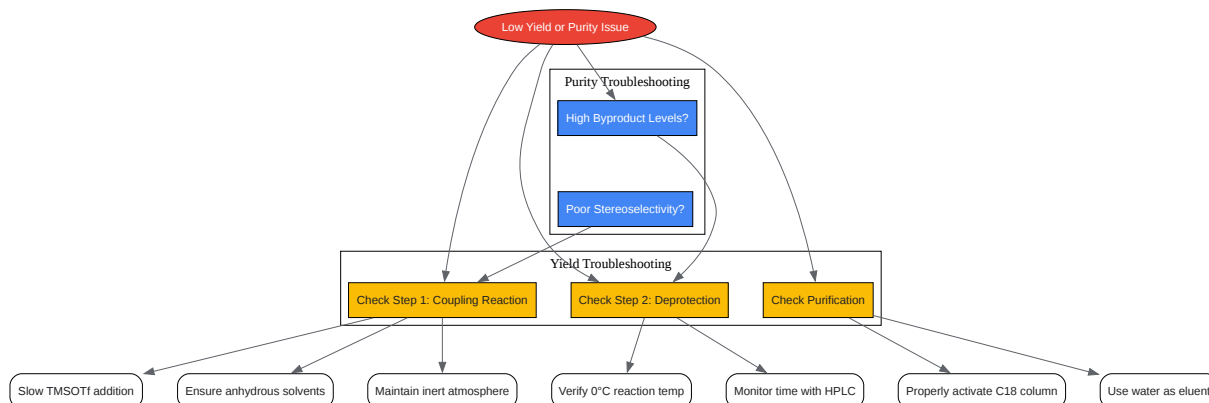 Low Yield or Purity Issue
Purity Troubleshooting
High Byproduct Levels?
Poor Stereoselectivity?
Yield Troubleshooting
Check Step 1: Coupling Reaction
Check Step 2: Deprotection
Check Purification
Slow TMSOTf addition
Ensure anhydrous solvents
Maintain inert atmosphere
Verify 0°C reaction temp
Monitor time with HPLC
Properly activate C18 column
Use water as eluent